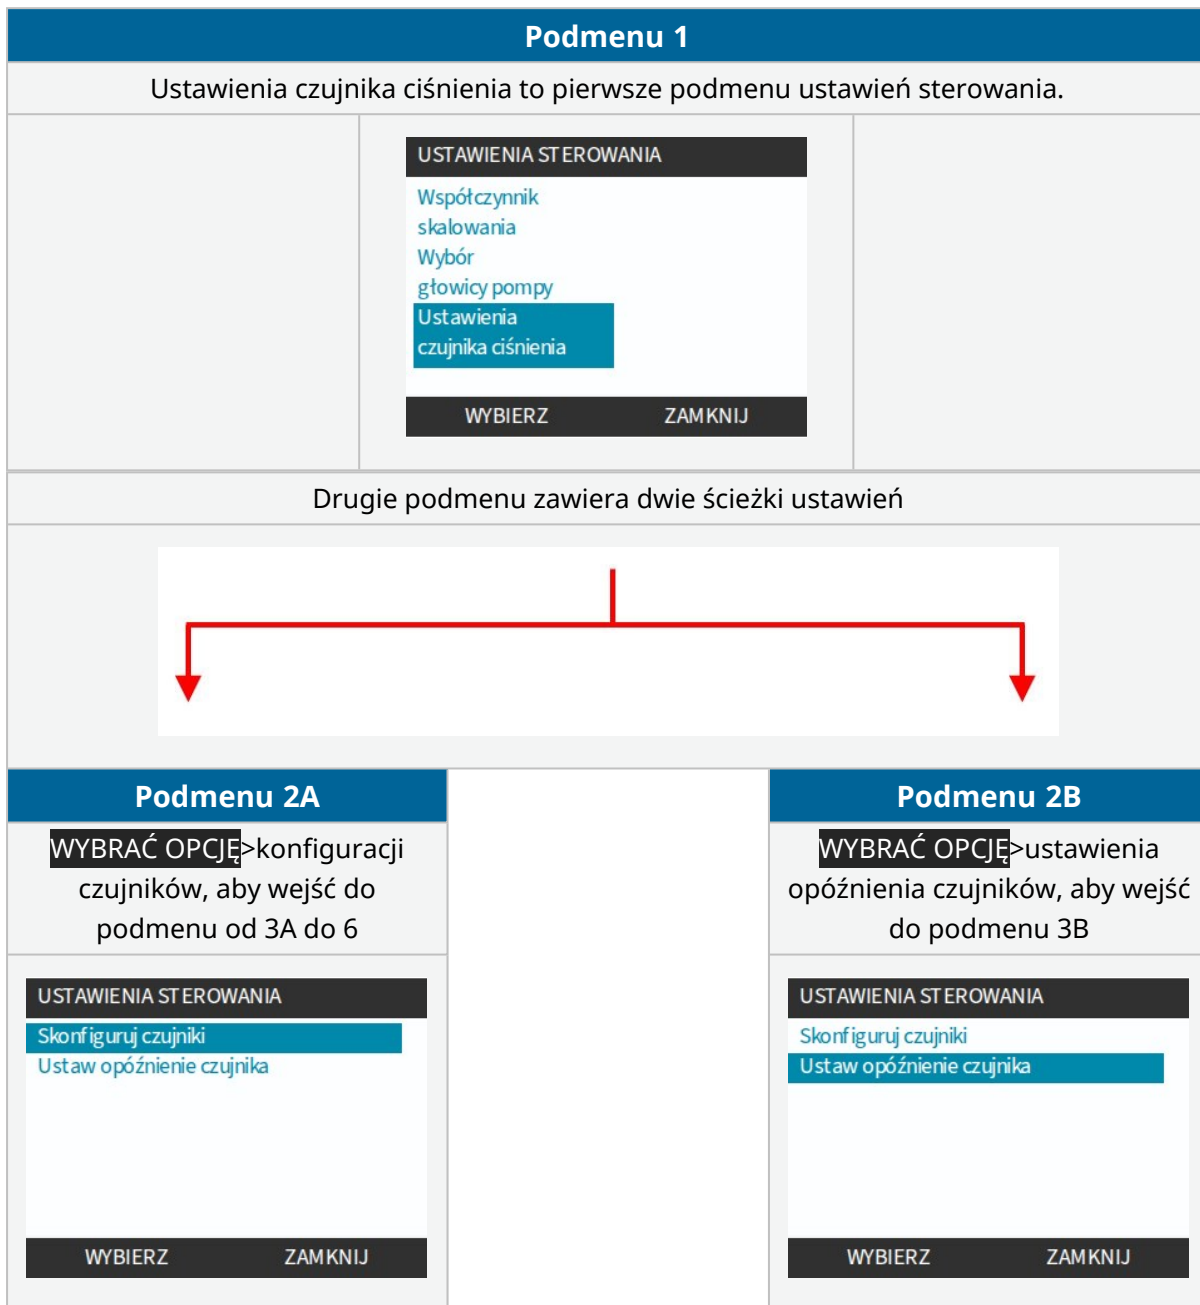 Podmenu 1
Ustawienia czujnika ciśnienia to pierwsze podmenu ustawień sterowania.
USTAWIENIA STEROWANIA
Współczynnik
skalowania
Wybór
głowicy pompy
Ustawienia
czujnika ciśnienia
WYBIERZ ZAMKNIJ
Drugie podmenu zawiera dwie ścieżki ustawień
Podmenu 2A
WYBRAĆ OPCJĘ>konfiguracji
czujników, aby wejść do
podmenu od 3A do 6
USTAWIENIA STEROWANIA
Skonfiguruj czujniki
Ustaw opóźnienie czujnika
WYBIERZ ZAMKNIJ
Podmenu 2B
WYBRAĆ OPCJĘ>ustawienia
opóźnienia czujników, aby wejść
do podmenu 3B
USTAWIENIA STEROWANIA
Skonfiguruj czujniki
Ustaw opóźnienie czujnika
WYBIERZ ZAMKNIJ